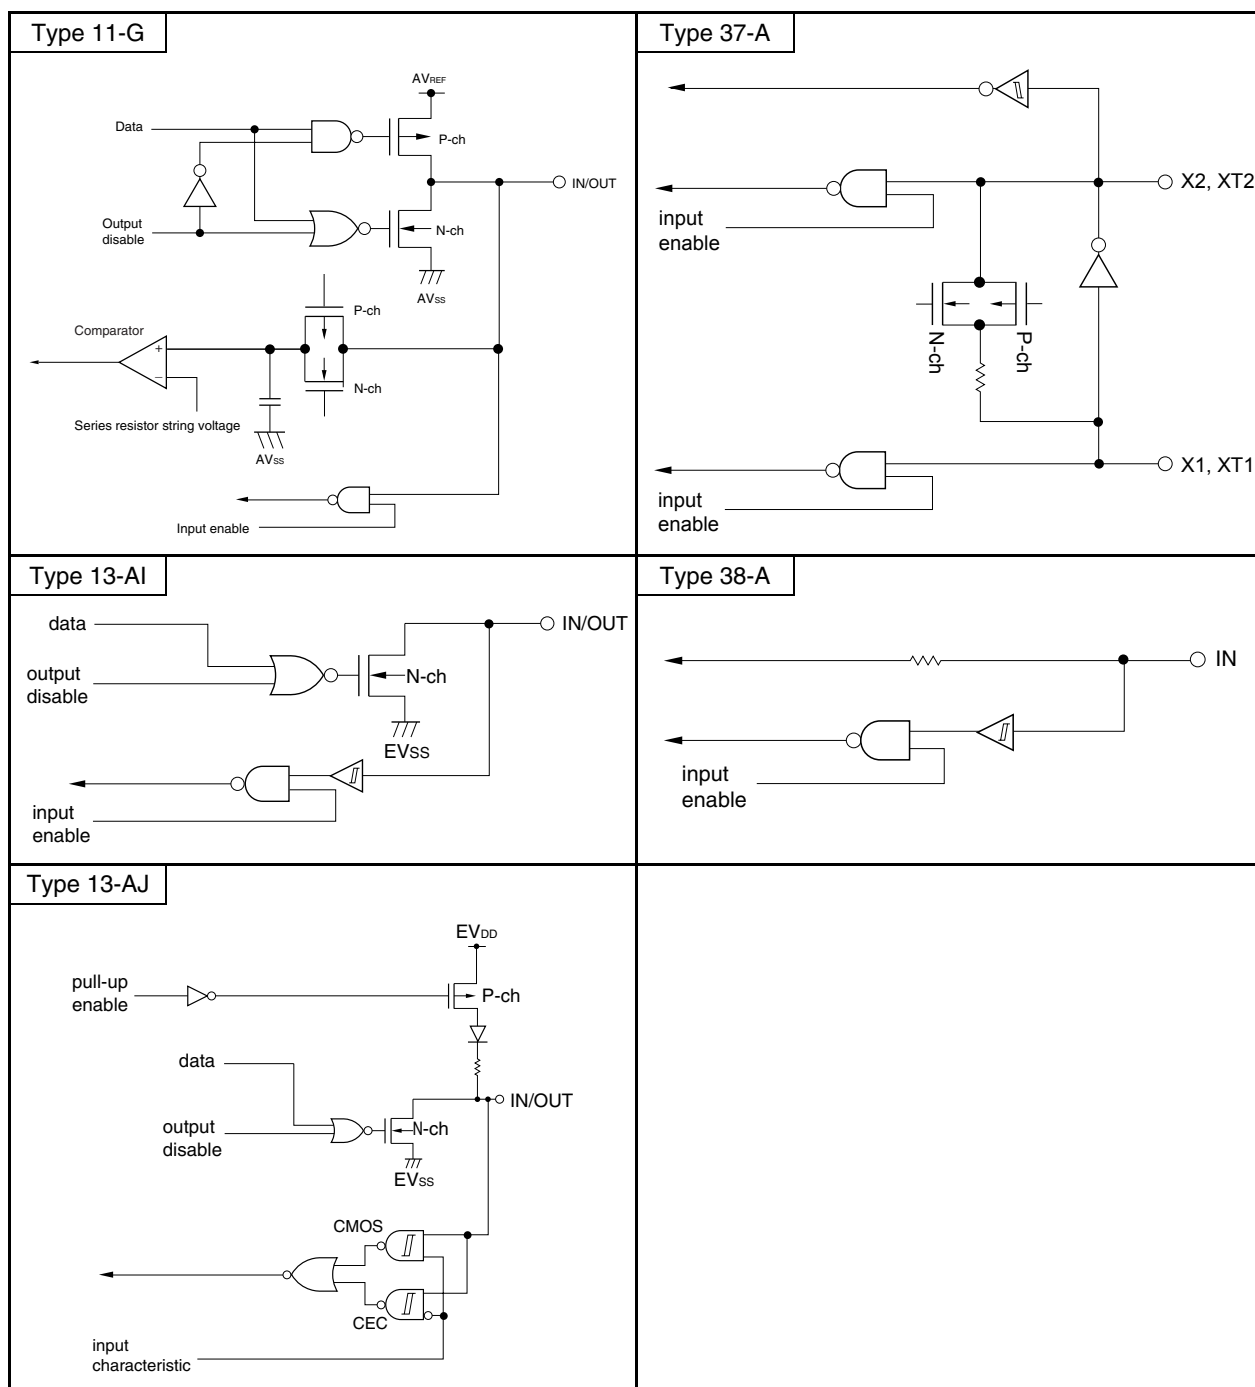 Type 11-G
AVREF
Data
P-ch
IN/OUT
Output
disable
N-ch
AVSS
P-ch
Comparator
+
−
N-ch
Series resistor string voltage
AVSS
Input enable
Type 37-A
X2, XT2
input
enable
N-ch
P-ch
X1, XT1
input
enable
Type 13-AI
data
IN/OUT
output
disable
N-ch
EVSS
input
enable
Type 38-A
IN
input
enable
Type 13-AJ
EVDD
pull-up
enable
P-ch
data
IN/OUT
output
disable
N-ch
EVSS
CMOS
CEC
input
characteristic